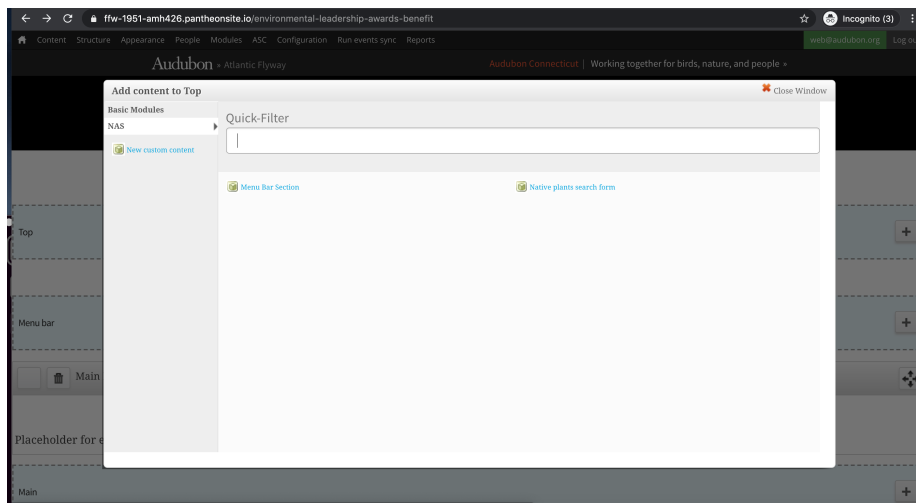 ffw-1951-amh426.pantheonsite.io/environmental-leadership-awards-benefit
Incognito (3)
Content Structure Appearance People Modules ASC Configuration Run events sync Reports
web@audubon.org Log ou
Audubon » Atlantic Flyway
Audubon Connecticut | Working together for birds, nature, and people »
Add content to Top
Close Window
Basic Modules
NAS
New custom content
Quick-Filter
Menu Bar Section
Native plants search form
Top
Menu bar
Main
Placeholder for e
Main